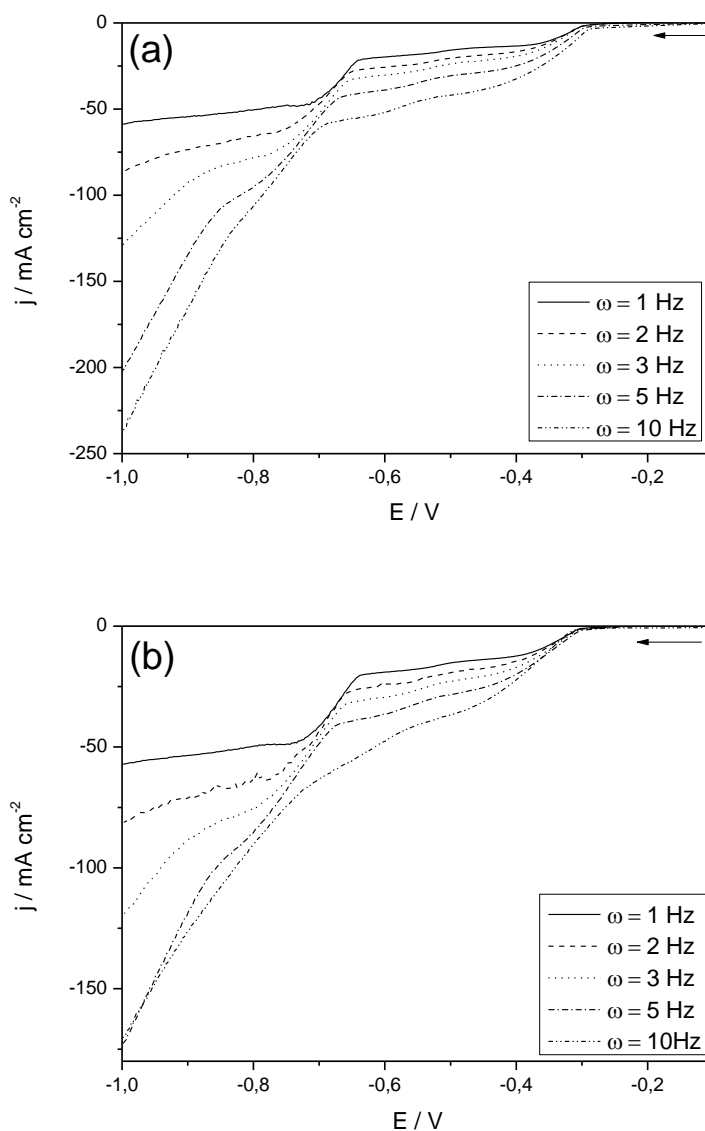 (a)
0
-50
-100
-150
-200
-250
j / mA cm⁻²
ω = 1 Hz
ω = 2 Hz
ω = 3 Hz
ω = 5 Hz
ω = 10 Hz
-1,0 -0,8 -0,6 -0,4 -0,2
E / V
(b)
0
-50
-100
-150
j / mA cm⁻²
ω = 1 Hz
ω = 2 Hz
ω = 3 Hz
ω = 5 Hz
ω = 10Hz
-1,0 -0,8 -0,6 -0,4 -0,2
E / V